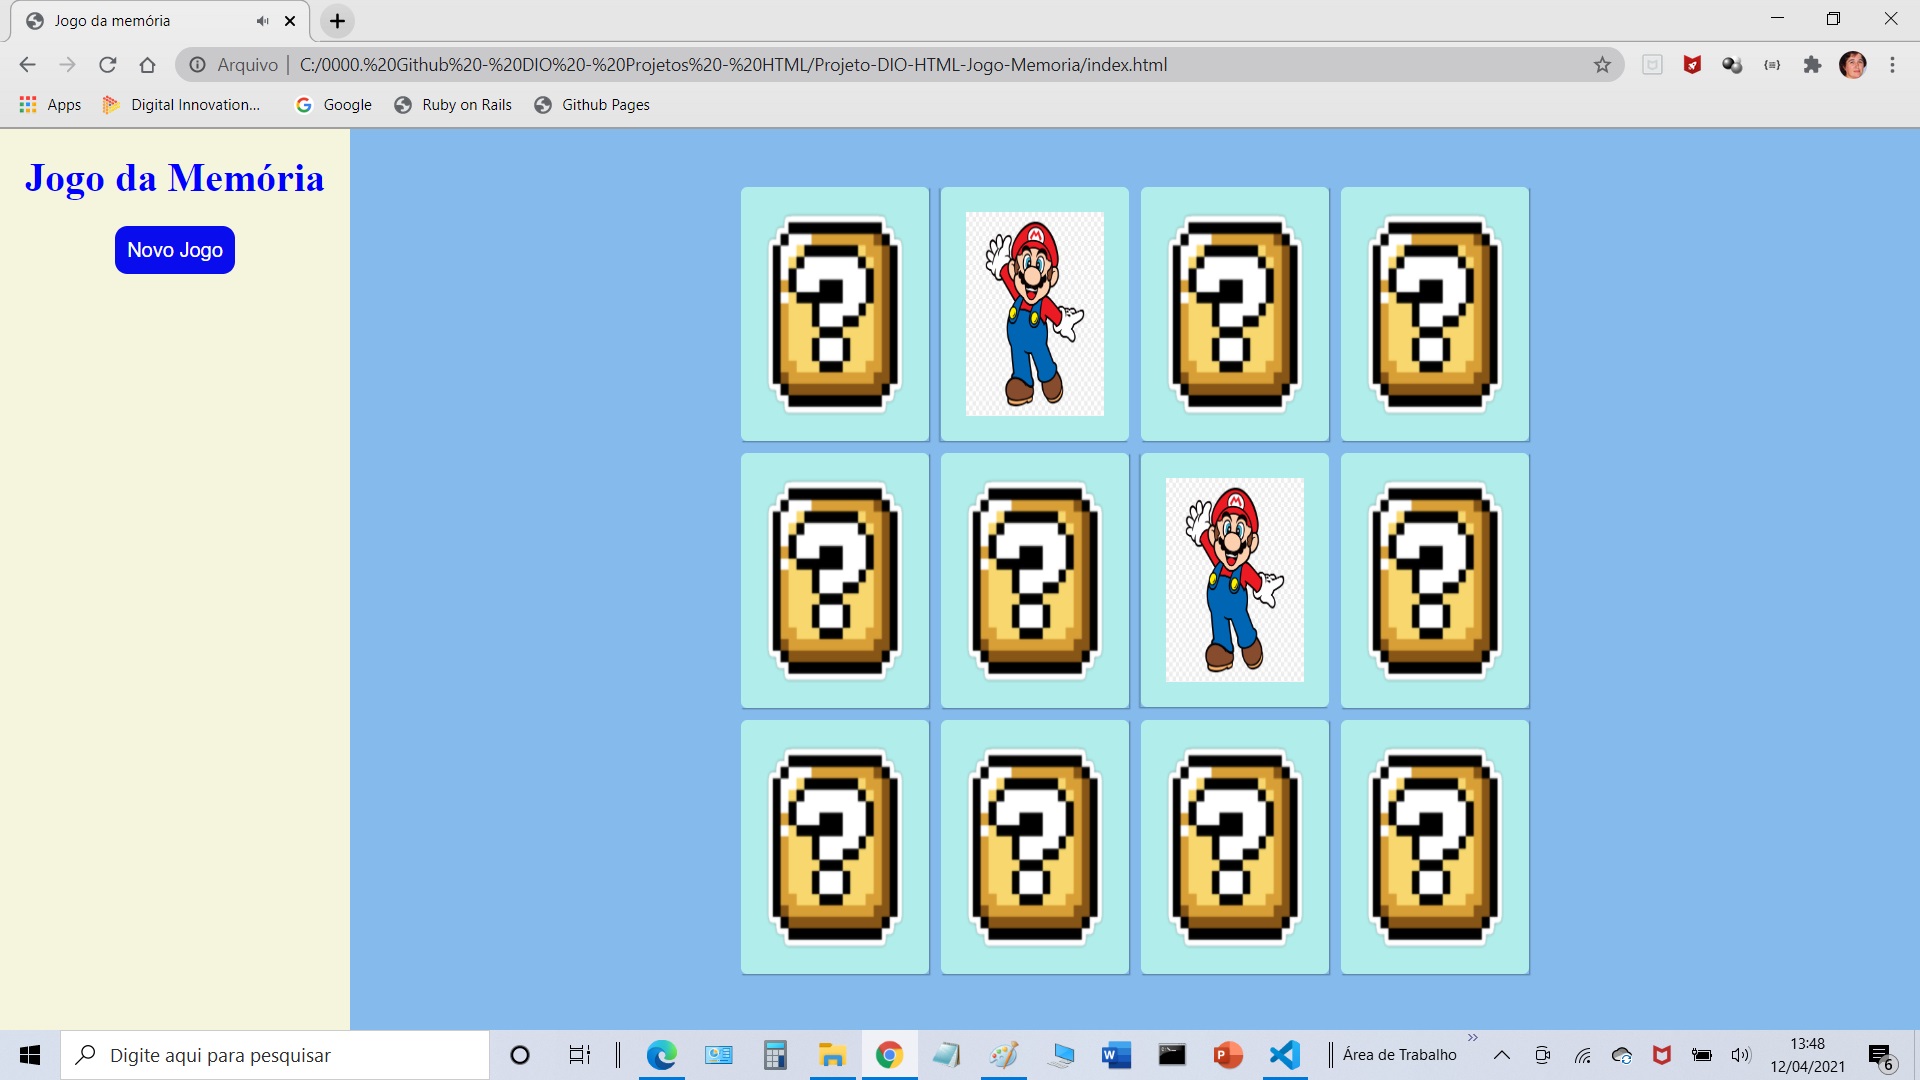 Jogo da memória
Arquivo | C:/0000.%20Github%20-%20DIO%20-%20Projetos%20-%20HTML/Projeto-DIO-HTML-Jogo-Memoria/index.html
Apps Digital Innovation... Google Ruby on Rails Github Pages
Jogo da Memória
Novo Jogo
? M ? ?
? ? M ?
? ? ? ?
Digite aqui para pesquisar
Área de Trabalho
13:48
12/04/2021
6